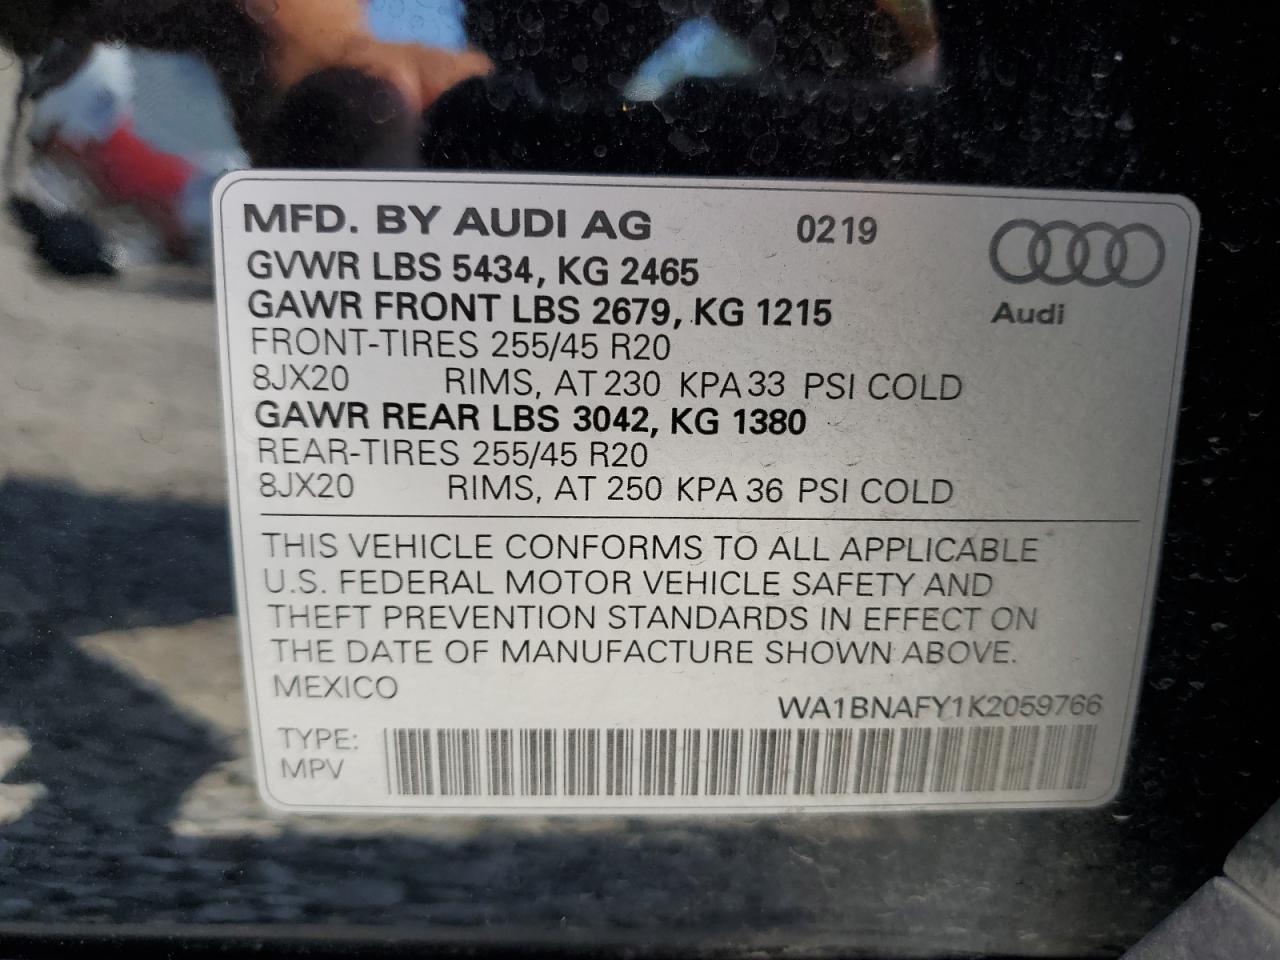 MFD. BY AUDI AG 0219
GVWR LBS 5434, KG 2465
GAWR FRONT LBS 2679, KG 1215
Audi
FRONT-TIRES 255/45 R20
8JX20 RIMS, AT 230 KPA 33 PSI COLD
GAWR REAR LBS 3042, KG 1380
REAR-TIRES 255/45 R20
8JX20 RIMS, AT 250 KPA 36 PSI COLD
THIS VEHICLE CONFORMS TO ALL APPLICABLE
U.S. FEDERAL MOTOR VEHICLE SAFETY AND
THEFT PREVENTION STANDARDS IN EFFECT ON
THE DATE OF MANUFACTURE SHOWN ABOVE.
MEXICO
WA1BNAFY1K2059766
TYPE:
MPV